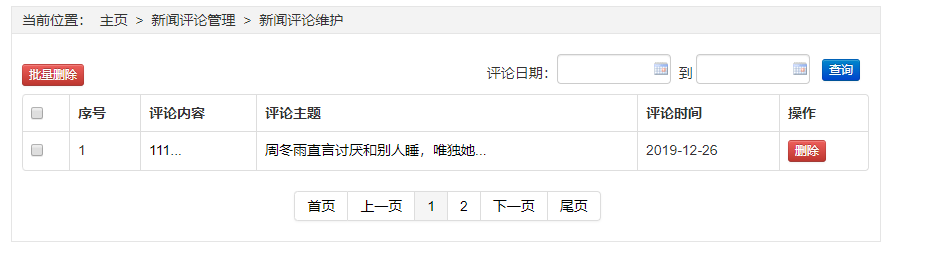 当前位置： 主页 > 新闻评论管理 > 新闻评论维护
批量删除 评论日期： 到 查询
序号 评论内容 评论主题 评论时间 操作
1 111... 周冬雨直言讨厌和别人睡，唯独她... 2019-12-26 删除
首页 上一页 1 2 下一页 尾页